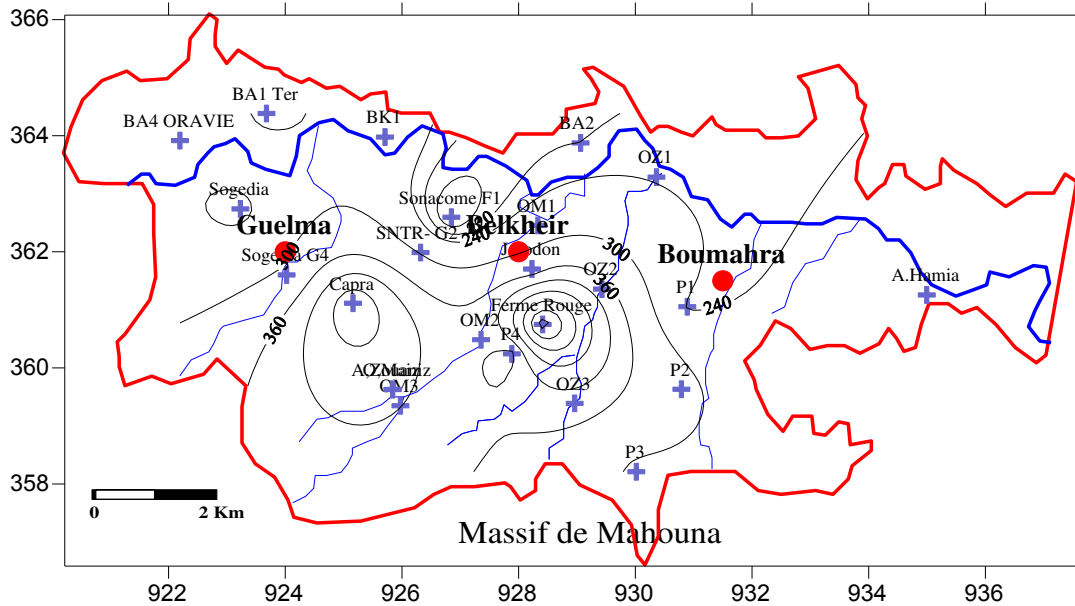 366
364
362
360
358
BA1 Ter
BA4 ORAVIE
BK1
BA2
OZ1
Sogedia
Sonacome F1
OM1
180
240
Guelma
Belkheir
SNTR- G2
300
Sogedia G4
300
Boumahra
OZ2
360
Capra
P1
240
A.Hamia
Ferme Rouge
360
OM2
P4
OM3
OZ3
P2
P3
0
2 Km
Massif de Mahouna
922
924
926
928
930
932
934
936